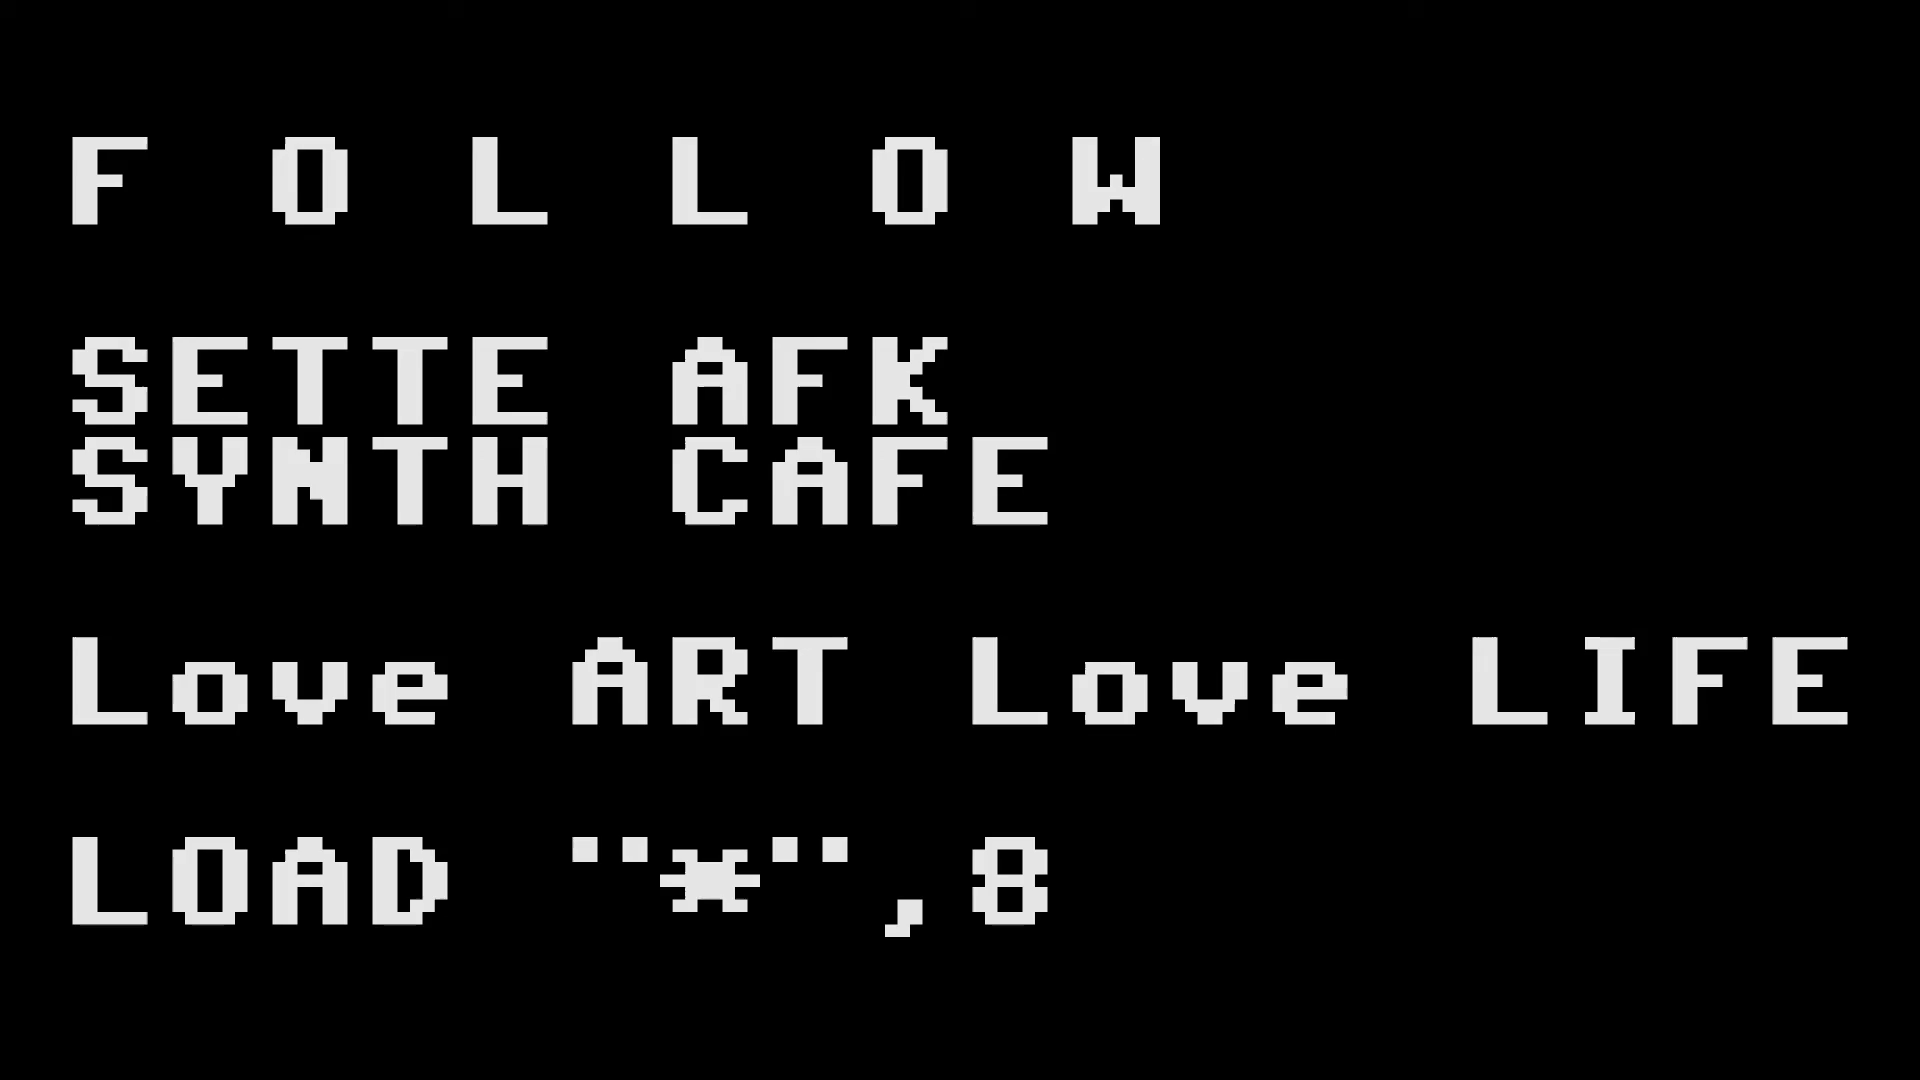 F O L L O W
SETTE AFK
SYNTH CAFE
Love ART Love LIFE
LOAD ¨*¨,8